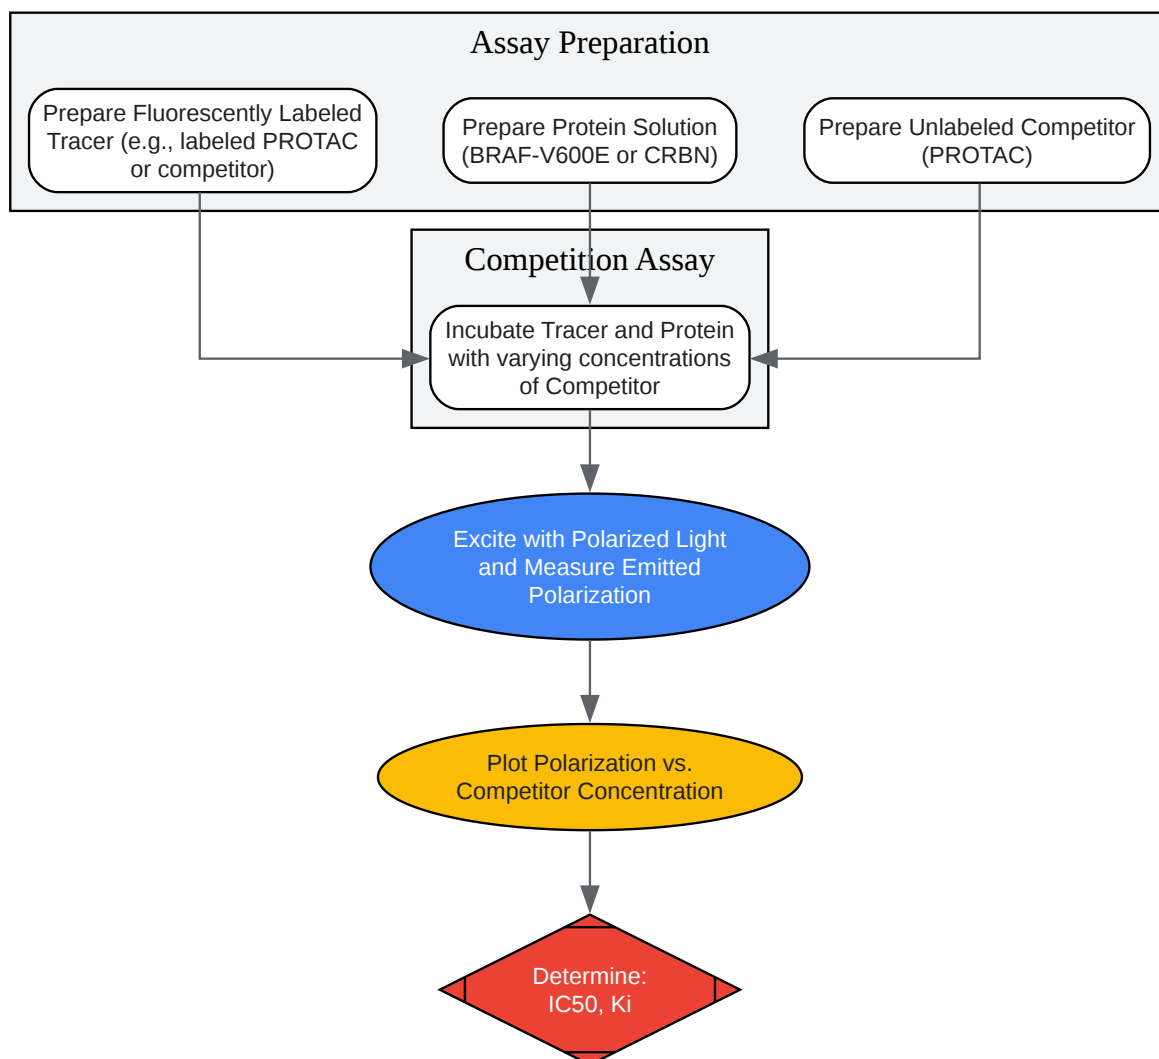 Assay Preparation
Prepare Fluorescently Labeled
Tracer (e.g., labeled PROTAC
or competitor)
Prepare Protein Solution
(BRAF-V600E or CRBN)
Prepare Unlabeled Competitor
(PROTAC)
Competition Assay
Incubate Tracer and Protein
with varying concentrations
of Competitor
Excite with Polarized Light
and Measure Emitted
Polarization
Plot Polarization vs.
Competitor Concentration
Determine:
IC50, Ki